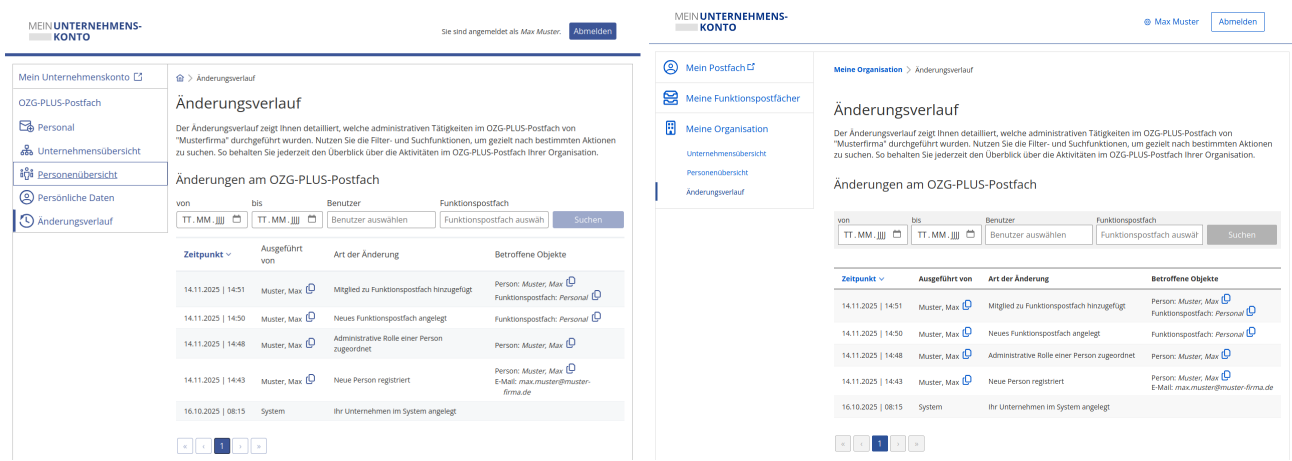 MEIN UNTERNEHMENS-
KONTO
Sie sind angemeldet als Max Muster.
Abmelden
Mein Unternehmenskonto
OZG-PLUS-Postfach
Personal
Unternehmensübersicht
Personenübersicht
Persönliche Daten
Änderungsverlauf
Änderungsverlauf
Änderungsverlauf
Der Änderungsverlauf zeigt Ihnen detailliert, welche administrativen Tätigkeiten im OZG-PLUS-Postfach von
"Musterfirma" durchgeführt wurden. Nutzen Sie die Filter- und Suchfunktionen, um gezielt nach bestimmten Aktionen
zu suchen. So behalten Sie jederzeit den Überblick über die Aktivitäten im OZG-PLUS-Postfach Ihrer Organisation.
Änderungen am OZG-PLUS-Postfach
von bis Benutzer Funktionspostfach
TT.MM.JJJJ TT.MM.JJJJ Benutzer auswählen Funktionspostfach auswäh Suchen
Zeitpunkt Ausgeführt von Art der Änderung Betroffene Objekte
14.11.2025 | 14:51 Muster, Max Mitglied zu Funktionspostfach hinzugefügt Person: Muster, Max
Funktionspostfach: Personal
14.11.2025 | 14:50 Muster, Max Neues Funktionspostfach angelegt Funktionspostfach: Personal
14.11.2025 | 14:48 Muster, Max Administrative Rolle einer Person
zugeordnet Person: Muster, Max
14.11.2025 | 14:43 Muster, Max Neue Person registriert Person: Muster, Max
E-Mail: max.muster@muster-
firma.de
16.10.2025 | 08:15 System Ihr Unternehmen im System angelegt
« ‹ 1 › »
MEIN UNTERNEHMENS-
KONTO
Max Muster
Abmelden
Mein Postfach
Meine Funktionspostfächer
Meine Organisation
Unternehmensübersicht
Personenübersicht
Änderungsverlauf
Meine Organisation > Änderungsverlauf
Änderungsverlauf
Der Änderungsverlauf zeigt Ihnen detailliert, welche administrativen Tätigkeiten im OZG-PLUS-Postfach von
"Musterfirma" durchgeführt wurden. Nutzen Sie die Filter- und Suchfunktionen, um gezielt nach bestimmten Aktionen
zu suchen. So behalten Sie jederzeit den Überblick über die Aktivitäten im OZG-PLUS-Postfach Ihrer Organisation.
Änderungen am OZG-PLUS-Postfach
von bis Benutzer Funktionspostfach
TT.MM.JJJJ TT.MM.JJJJ Benutzer auswählen Funktionspostfach auswäh Suchen
Zeitpunkt Ausgeführt von Art der Änderung Betroffene Objekte
14.11.2025 | 14:51 Muster, Max Mitglied zu Funktionspostfach hinzugefügt Person: Muster, Max
Funktionspostfach: Personal
14.11.2025 | 14:50 Muster, Max Neues Funktionspostfach angelegt Funktionspostfach: Personal
14.11.2025 | 14:48 Muster, Max Administrative Rolle einer Person zugeordnet Person: Muster, Max
14.11.2025 | 14:43 Muster, Max Neue Person registriert Person: Muster, Max
E-Mail: max.muster@muster-firma.de
16.10.2025 | 08:15 System Ihr Unternehmen im System angelegt
« ‹ 1 › »